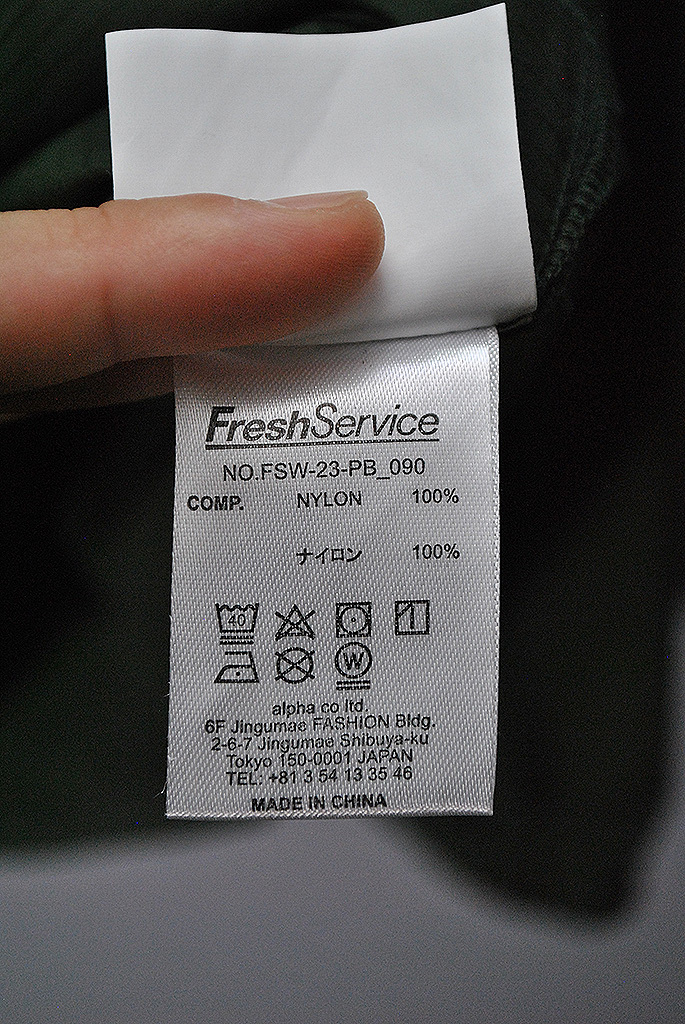 FreshService
NO.FSW-23-PB_090
COMP. NYLON 100%
ナイロン 100%
40
W
alpha co ltd.
6F Jingumae FASHION Bldg.
2-6-7 Jingumae Shibuya-ku
Tokyo 150-0001 JAPAN
TEL: +81 3 54 13 35 46
MADE IN CHINA